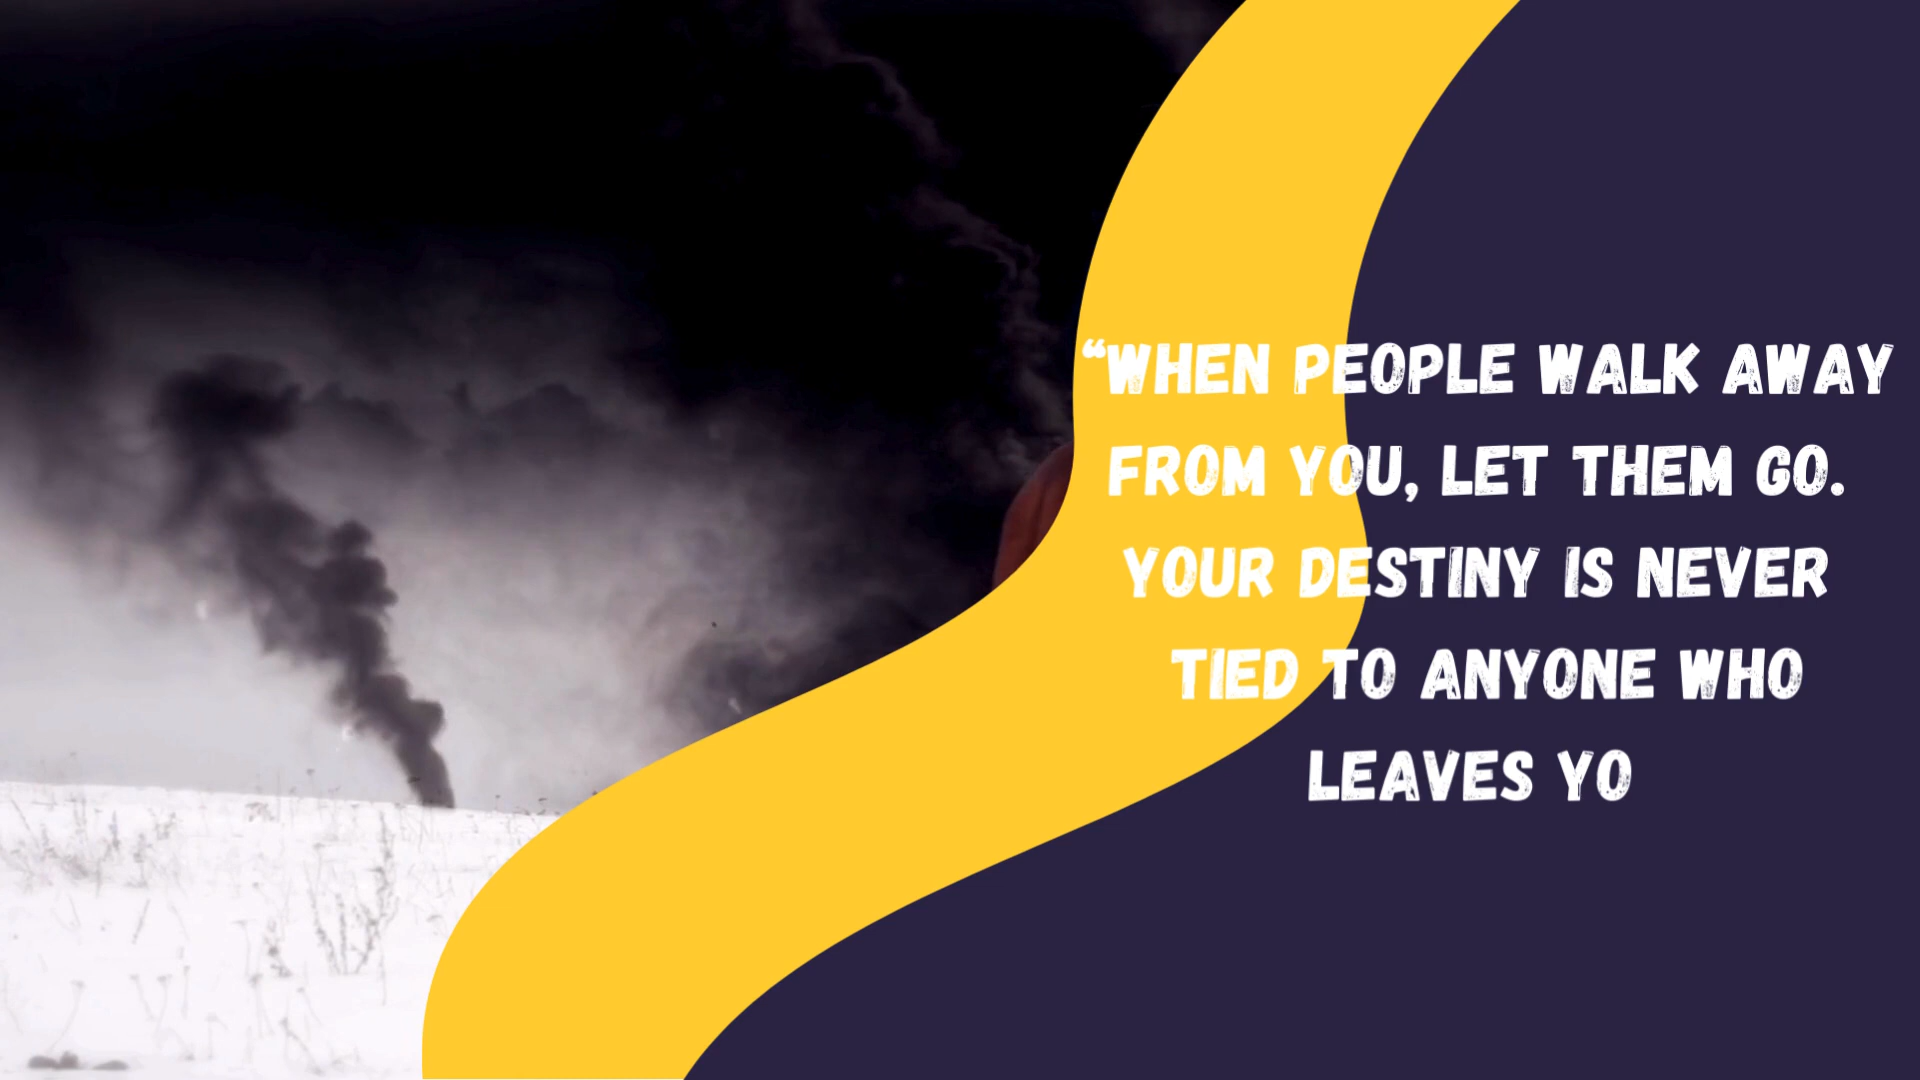 “WHEN PEOPLE WALK AWAY
FROM YOU, LET THEM GO.
YOUR DESTINY IS NEVER
TIED TO ANYONE WHO
LEAVES YO